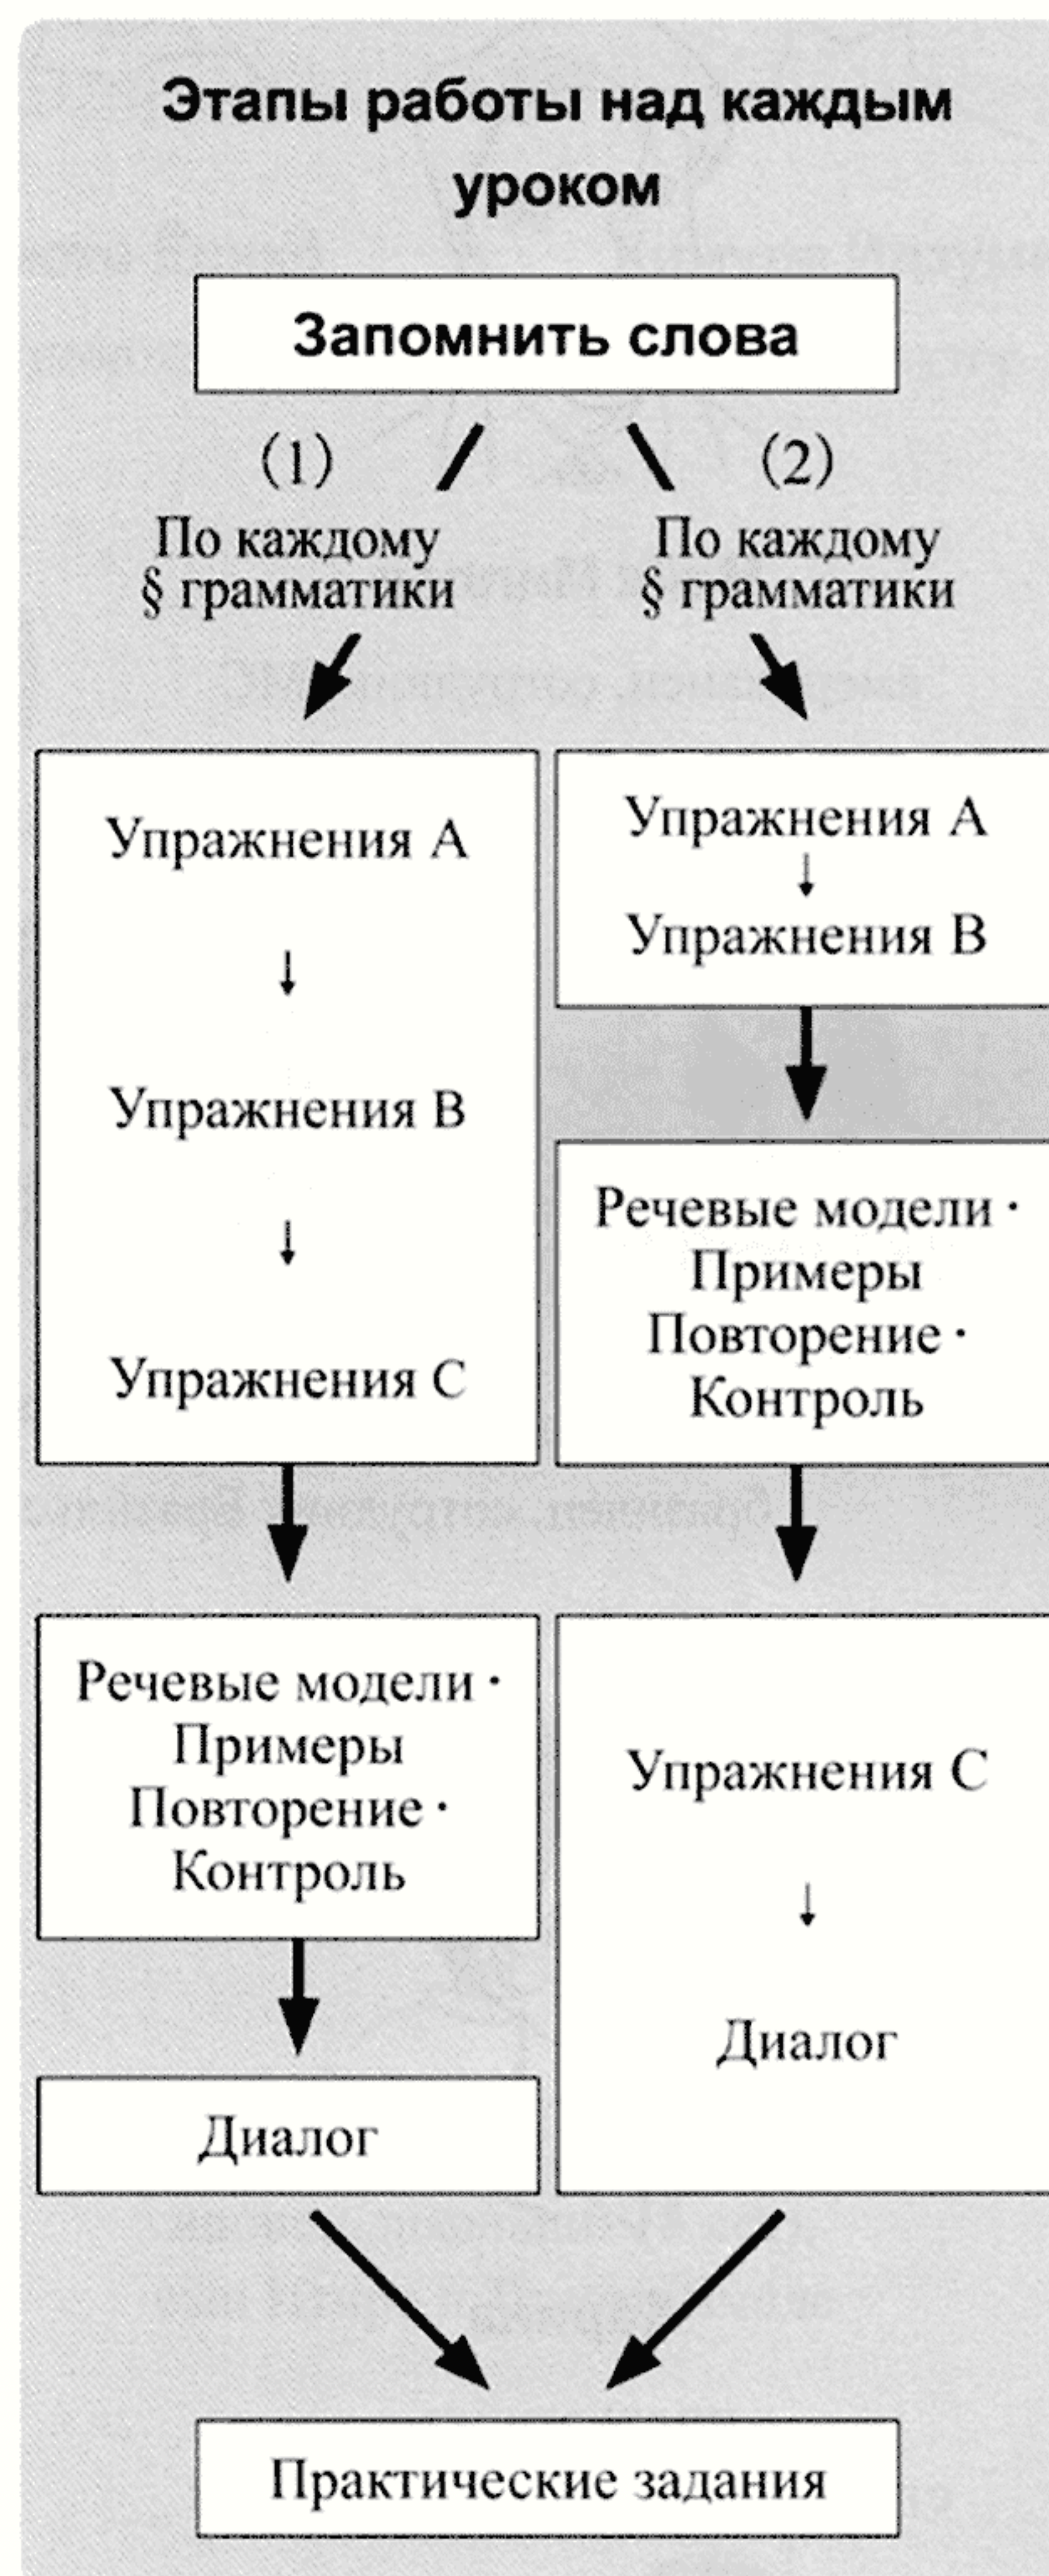 Этапы работы над каждым
уроком
Запомнить слова
(1)
По каждому
§ грамматики
(2)
По каждому
§ грамматики
Упражнения А
↓
Упражнения В
↓
Упражнения С
Речевые модели ·
Примеры
Повторение ·
Контроль
Диалог
Упражнения А
↓
Упражнения В
Речевые модели ·
Примеры
Повторение ·
Контроль
Упражнения С
↓
Диалог
Практические задания